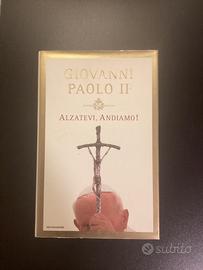 GIOVANNI
PAOLO II
ALZATEVI, ANDIAMO!
MONDADORI
subito